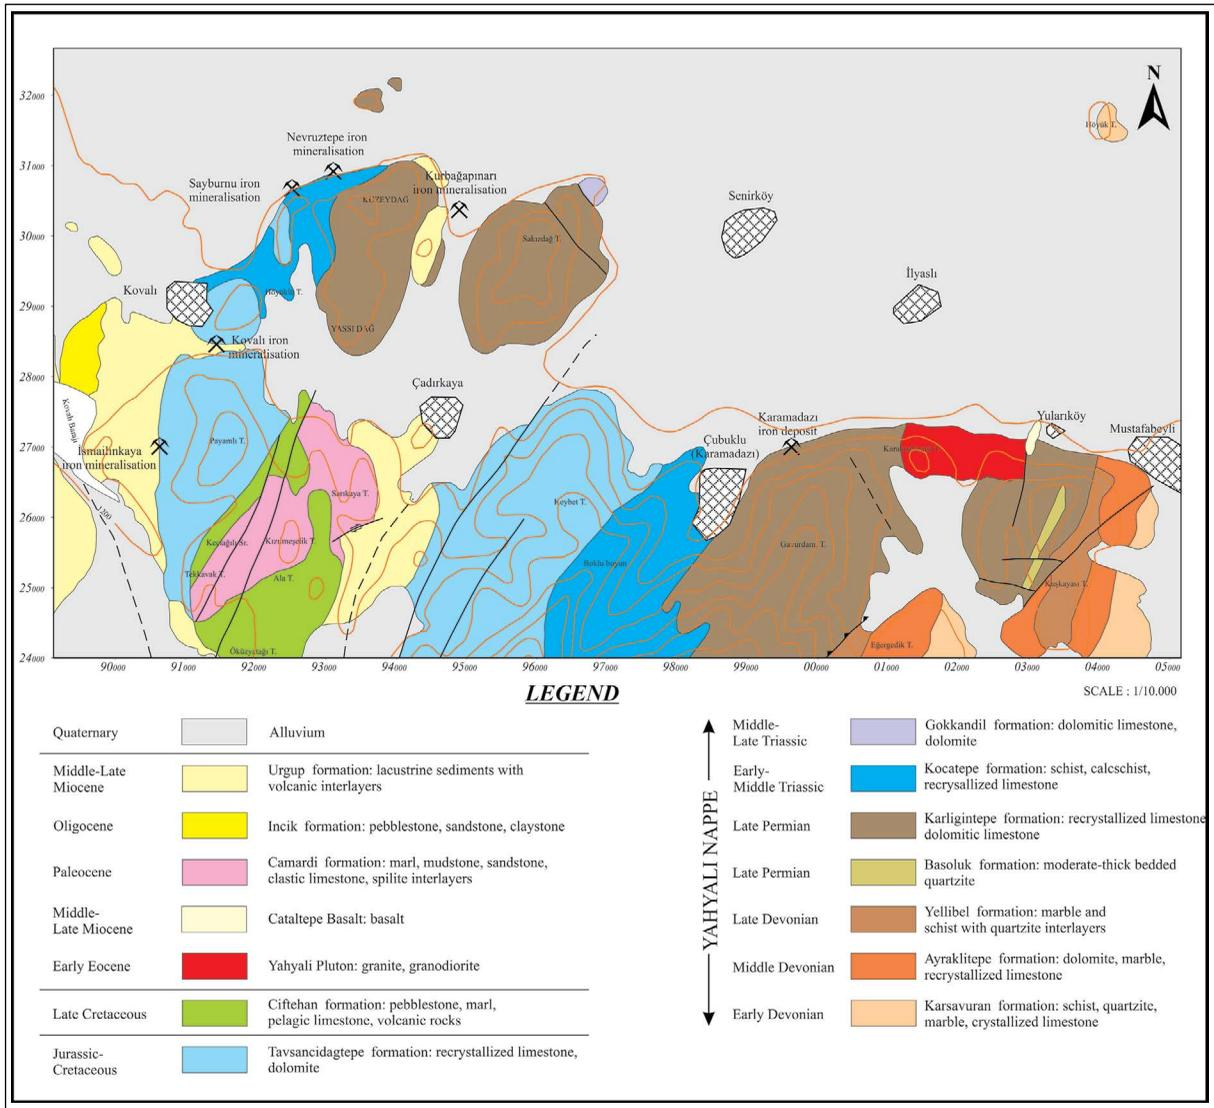 N
32000
31000
30000
29000
28000
27000
26000
25000
24000
Nevruztepe iron
mineralisation
Sayburnu iron
mineralisation
Kurbağapınarı
iron mineralisation
KUZEYDAĞ
Sakızdağ T.
Senirköy
Höyük T.
Kovalı
İlyaslı
YASSI DAĞ
Kovalı iron
mineralisation
Çadırkaya
Kovalı Barajı
Payamlı T.
İsmailinkaya
iron mineralisation
Karamadazı
iron deposit
Yularıköy
Mustafabeyli
Çubuklu
(Karamadazı)
Sarıkaya T.
Keybet T.
1200
Gavurdam. T.
Boklu boyun
Tekkavak T.
Ala T.
Kuşkayası T.
Öküzyatağı T.
Eğergedik T.
90000 91000 92000 93000 94000 95000 96000 97000 98000 99000 00000 01000 02000 03000 04000 05000
LEGEND
SCALE : 1/10.000
Quaternary Alluvium
Middle-Late
Miocene
Urgup formation: lacustrine sediments with
volcanic interlayers
Oligocene Incik formation: pebblestone, sandstone, claystone
Paleocene
Camardi formation: marl, mudstone, sandstone,
clastic limestone, spilite interlayers
Middle-
Late Miocene
Cataltepe Basalt: basalt
Early Eocene Yahyali Pluton: granite, granodiorite
Late Cretaceous
Ciftehan formation: pebblestone, marl,
pelagic limestone, volcanic rocks
Jurassic-
Cretaceous
Tavsancidagtepe formation: recrystallized limestone,
dolomite
YAHYALI NAPPE
Middle-
Late Triassic
Gokkandil formation: dolomitic limestone,
dolomite
Early-
Middle Triassic
Kocatepe formation: schist, calcschist,
recrysallized limestone
Late Permian
Karligintepe formation: recrystallized limestone
dolomitic limestone
Late Permian
Basoluk formation: moderate-thick bedded
quartzite
Late Devonian
Yellibel formation: marble and
schist with quartzite interlayers
Middle Devonian
Ayraklitepe formation: dolomite, marble,
recrystallized limestone
Early Devonian
Karsavuran formation: schist, quartzite,
marble, crystallized limestone